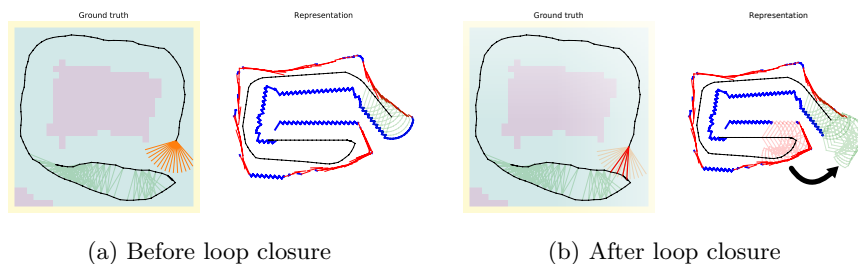 Ground truth
Representation
Ground truth
Representation
(a) Before loop closure
(b) After loop closure